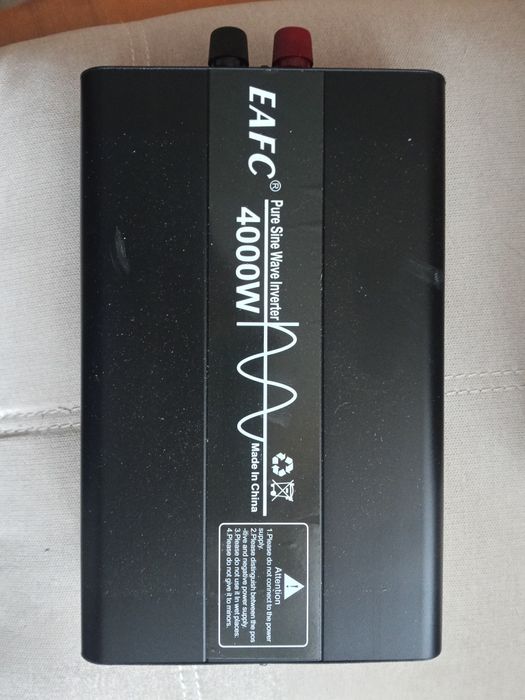 EAFC®
Pure Sine Wave Inverter
4000W
Made In China
Attention
1.Please do not connect to the power
supply.
2.Please distinguish between the pos
-itive and negative power supply.
3.Please do not use it in wet places.
4.Please do not give it to minors.